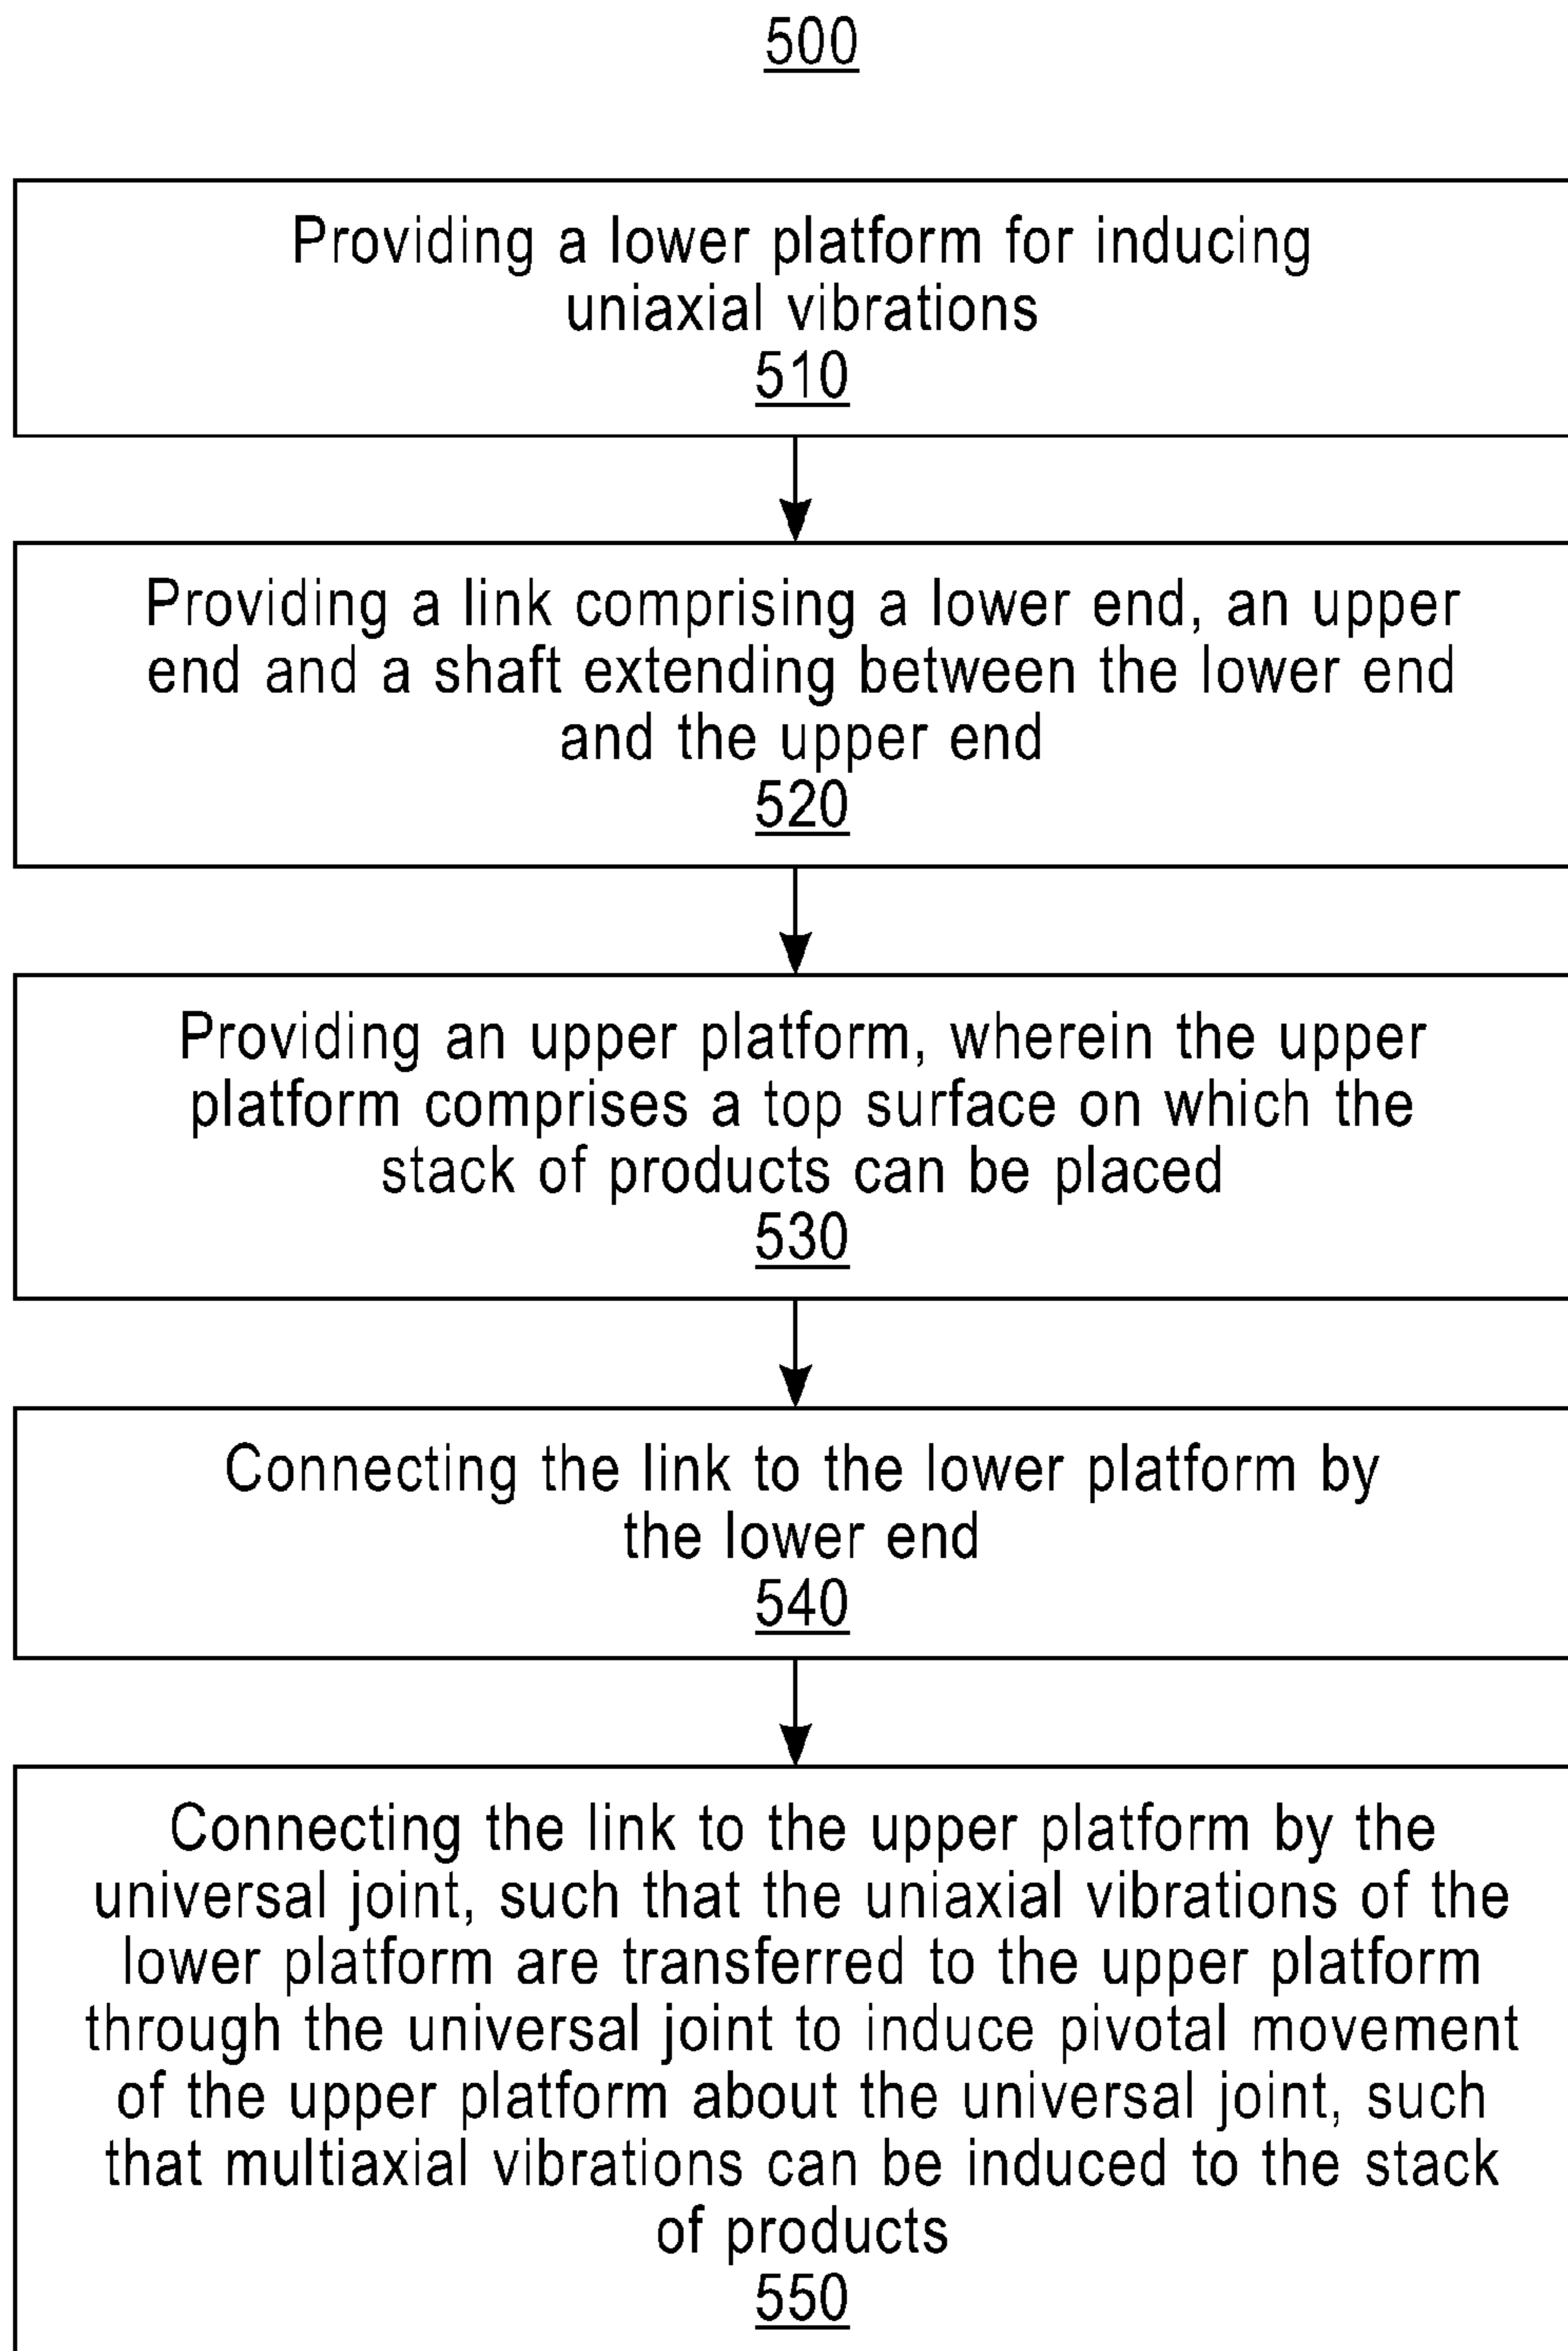 500
Providing a lower platform for inducing
uniaxial vibrations
510
Providing a link comprising a lower end, an upper
end and a shaft extending between the lower end
and the upper end
520
Providing an upper platform, wherein the upper
platform comprises a top surface on which the
stack of products can be placed
530
Connecting the link to the lower platform by
the lower end
540
Connecting the link to the upper platform by the
universal joint, such that the uniaxial vibrations of the
lower platform are transferred to the upper platform
through the universal joint to induce pivotal movement
of the upper platform about the universal joint, such
that multiaxial vibrations can be induced to the stack
of products
550